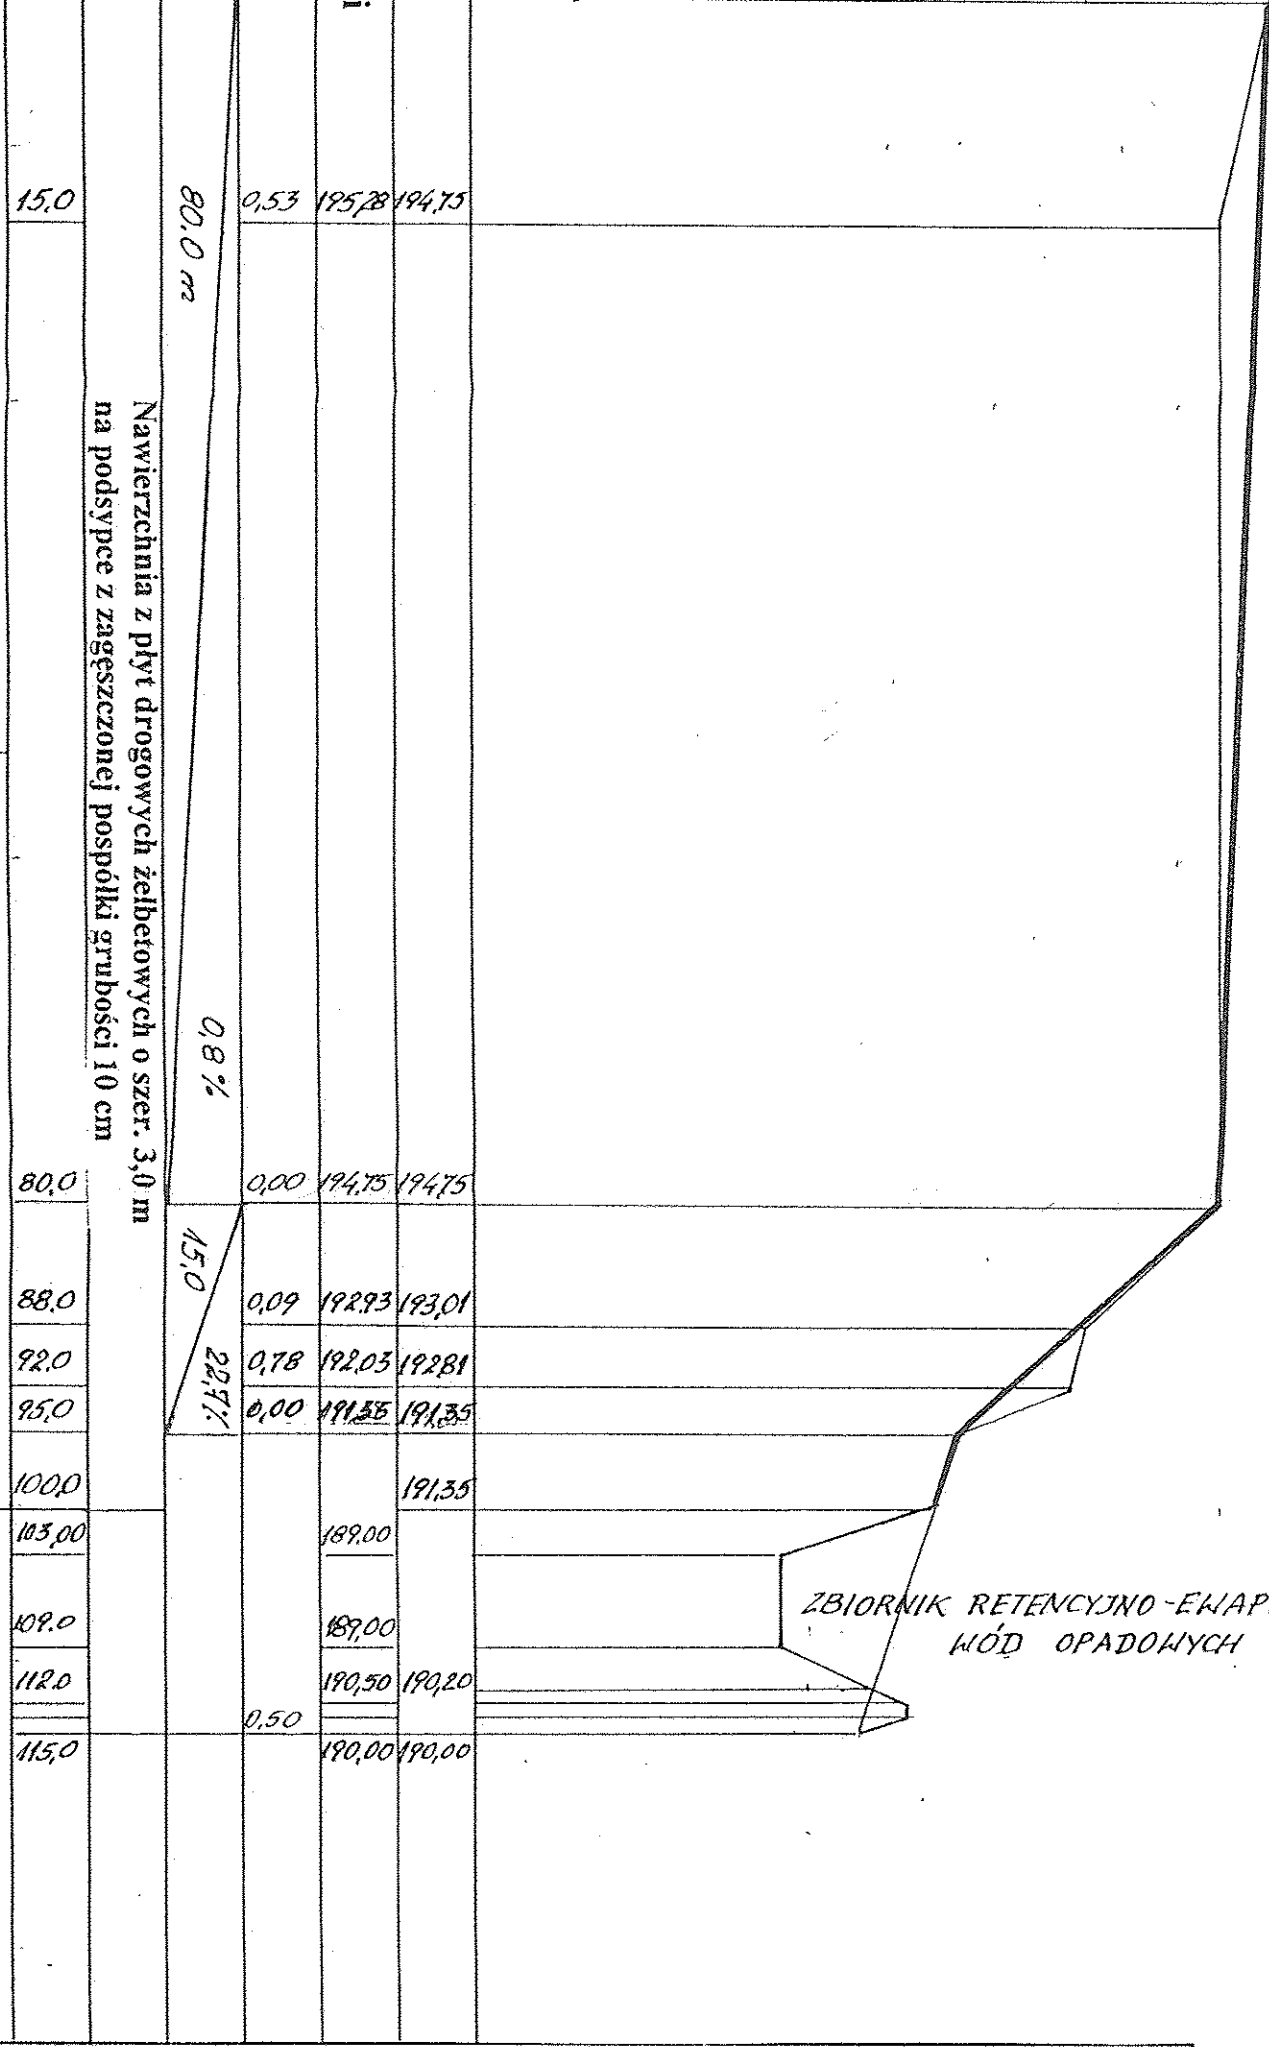 i
15,0
80.0 m
0,53 195,28 194,75
Nawierzchnia z płyt drogowych żelbetowych o szer. 3,0 m
na podsypce z zagęszczonej pospółki grubości 10 cm
0,8 %
80,0 0,00 194,75 194,75
15,0
88.0 0,09 192,93 193,01
22,7%
92.0 0,78 192,03 192,81
95,0 0,00 191,35
100,0 191,35
103,00 189.00
ZBIORNIK RETENCYJNO-EWAP
WÓD OPADOWYCH
109.0 189,00
112.0 190,50 190,20
0,50
115,0 190,00 190,00